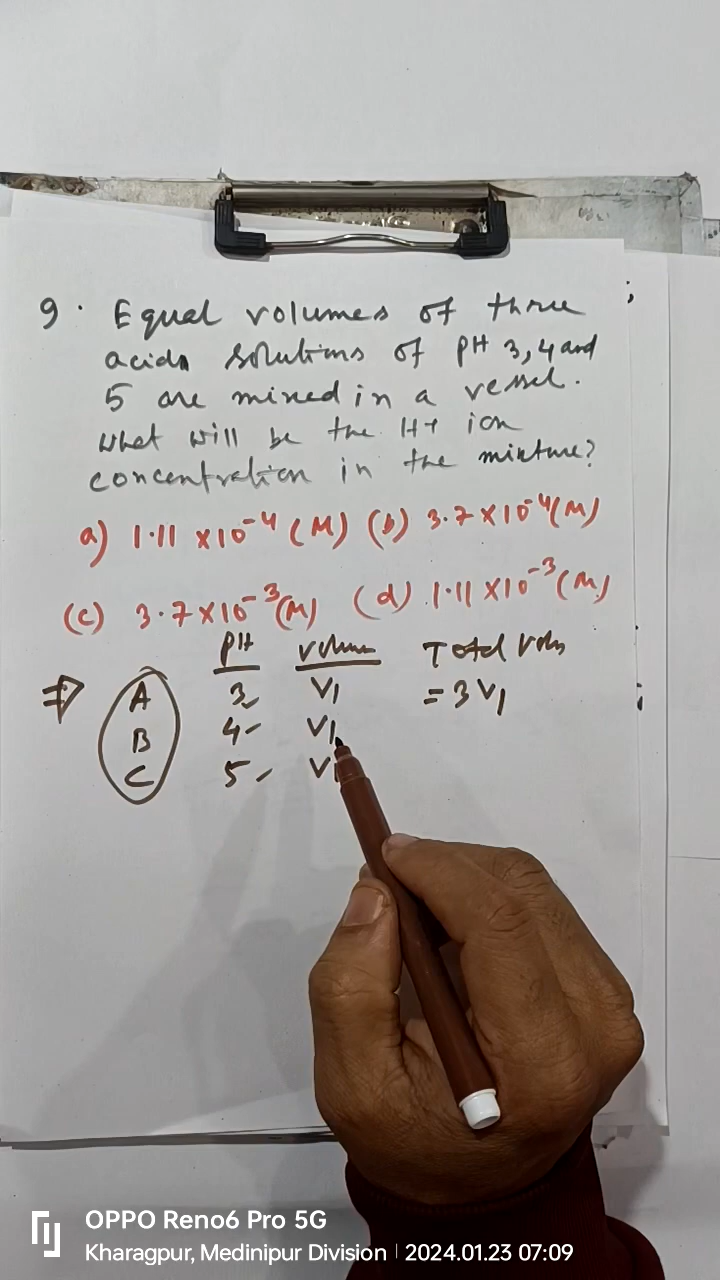 9. Equal volumes of three
acids solutions of pH 3, 4 and
5 are mixed in a vessel.
what will be the H+ ion
concentration in the mixture?
a) 1.11 x10⁻⁴ (M) (b) 3.7 x10⁻⁴(M)
(c) 3.7 x10⁻³(M) (d) 1.11 x10⁻³(M)
pH volume Total volm
⇒ A 3 V₁ = 3V₁
B 4 V₁
C 5 V₁
OPPO Reno6 Pro 5G
Kharagpur, Medinipur Division | 2024.01.23 07:09